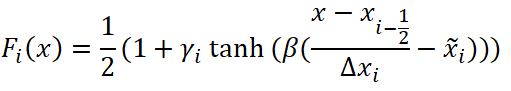 F_i(x) = \frac{1}{2}(1 + \gamma_i \tanh(\beta(\frac{x - x_{i-\frac{1}{2}}}{\Delta x_i} - \tilde{x}_i)))